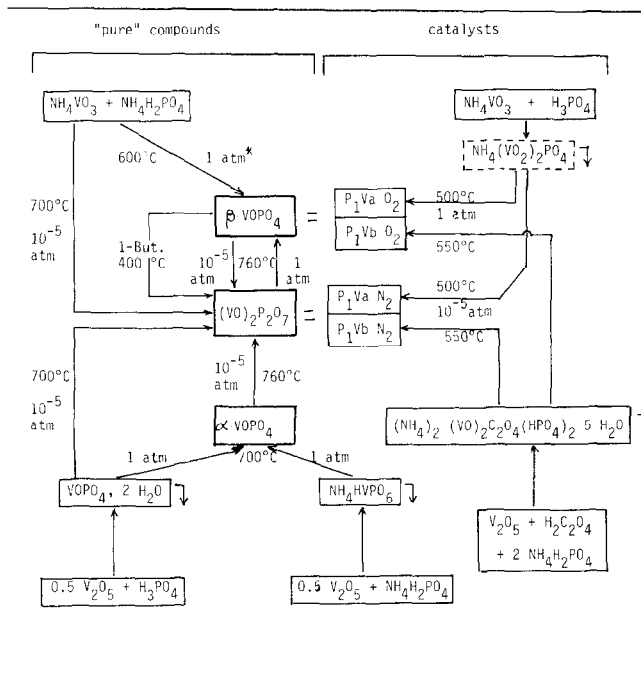 "pure" compounds
catalysts
NH4VO3 + NH4H2PO4
NH4VO3 + H3PO4
NH4(VO2)2PO4
600°C
1 atm*
700°C
10-5
atm
β VOPO4
=
P1Va O2
P1Vb O2
500°C
1 atm
550°C
1-But.
400°C
10-5
atm
760°C
1
atm
(VO)2P2O7
=
P1Va N2
P1Vb N2
500°C
10-5 atm
550°C
700°C
10-5
atm
10-5
atm
760°C
α-VOPO4
(NH4)2 (VO)2C2O4(HPO4)2 5 H2O
1 atm
700°C
1 atm
VOPO4, 2 H2O
NH4HVPO6
V2O5 + H2C2O4
+ 2 NH4H2PO4
0.5 V2O5 + H3PO4
0.5 V2O5 + NH4H2PO4